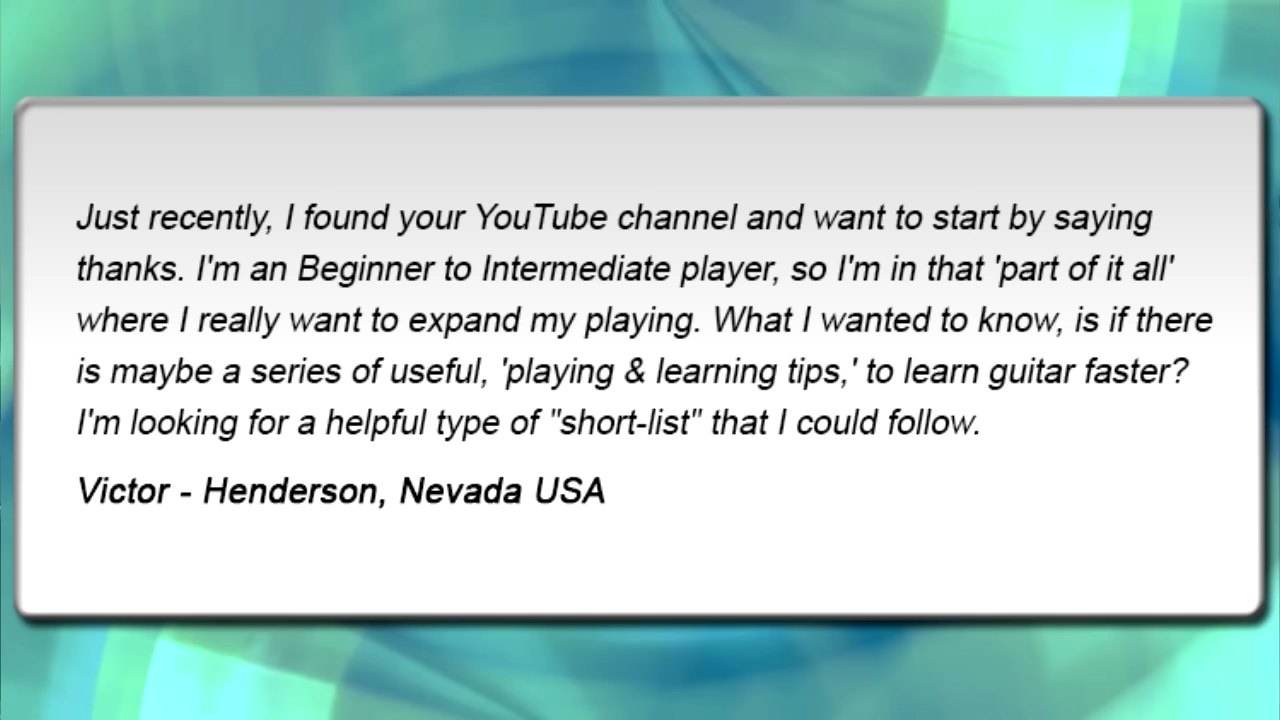 Just recently, I found your YouTube channel and want to start by saying
thanks. I'm an Beginner to Intermediate player, so I'm in that 'part of it all'
where I really want to expand my playing. What I wanted to know, is if there
is maybe a series of useful, 'playing & learning tips,' to learn guitar faster?
I'm looking for a helpful type of "short-list" that I could follow.
Victor - Henderson, Nevada USA